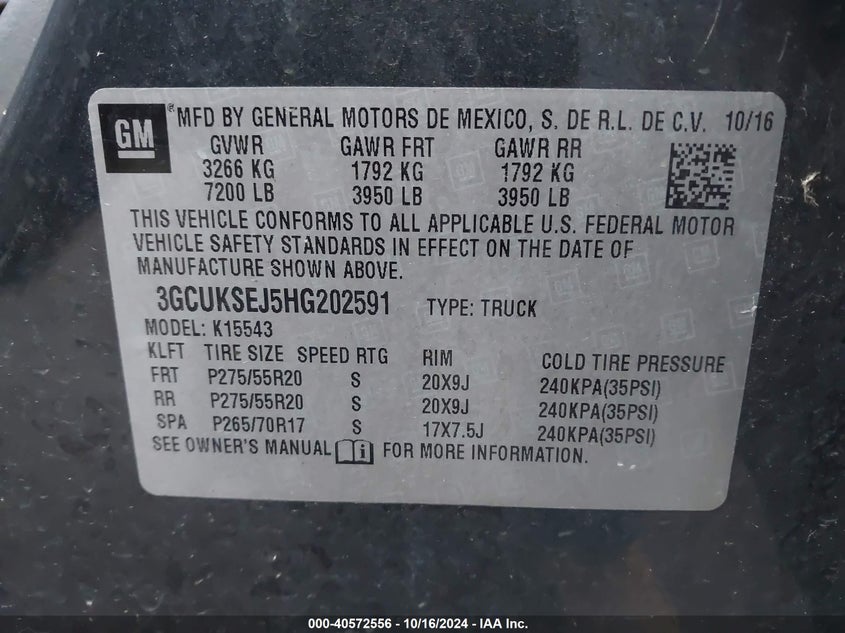 GM ® MFD BY GENERAL MOTORS DE MEXICO, S. DE R.L. DE C.V. 10/16
GVWR GAWR FRT GAWR RR
3266 KG 1792 KG 1792 KG
7200 LB 3950 LB 3950 LB
THIS VEHICLE CONFORMS TO ALL APPLICABLE U.S. FEDERAL MOTOR
VEHICLE SAFETY STANDARDS IN EFFECT ON THE DATE OF
MANUFACTURE SHOWN ABOVE.
3GCUKSEJ5HG202591 TYPE: TRUCK
MODEL: K15543
KLFT TIRE SIZE SPEED RTG RIM COLD TIRE PRESSURE
FRT P275/55R20 S 20X9J 240KPA(35PSI)
RR P275/55R20 S 20X9J 240KPA(35PSI)
SPA P265/70R17 S 17X7.5J 240KPA(35PSI)
SEE OWNER'S MANUAL i FOR MORE INFORMATION.
000-40572556 - 10/16/2024 - IAA Inc.